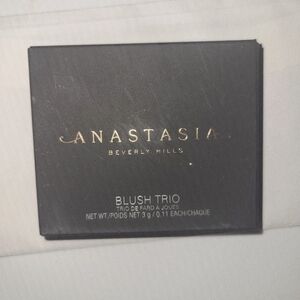 ANASTASIA
BEVERLY HILLS
BLUSH TRIO
TRIO DE FARD À JOUES
NET WT./POIDS NET 3 g / 0.11 EACH/CHAQUE